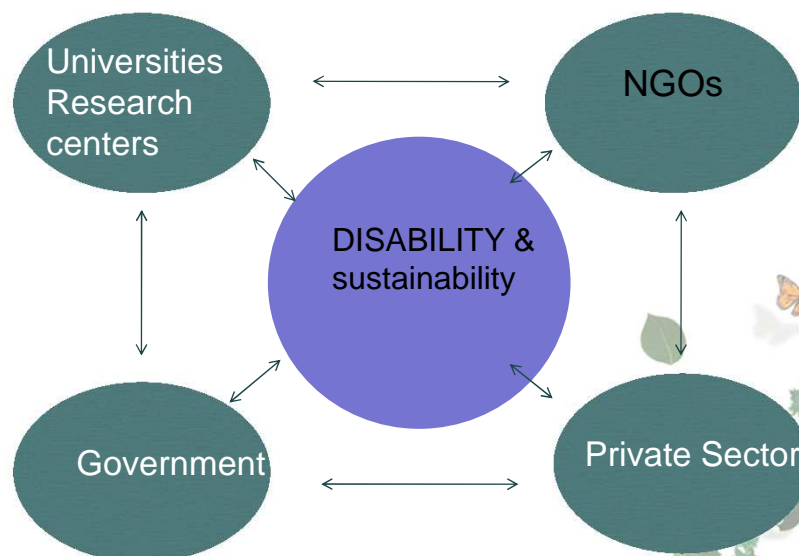 Universities
Research
centers
NGOs
DISABILITY &
sustainability
Government
Private Sector